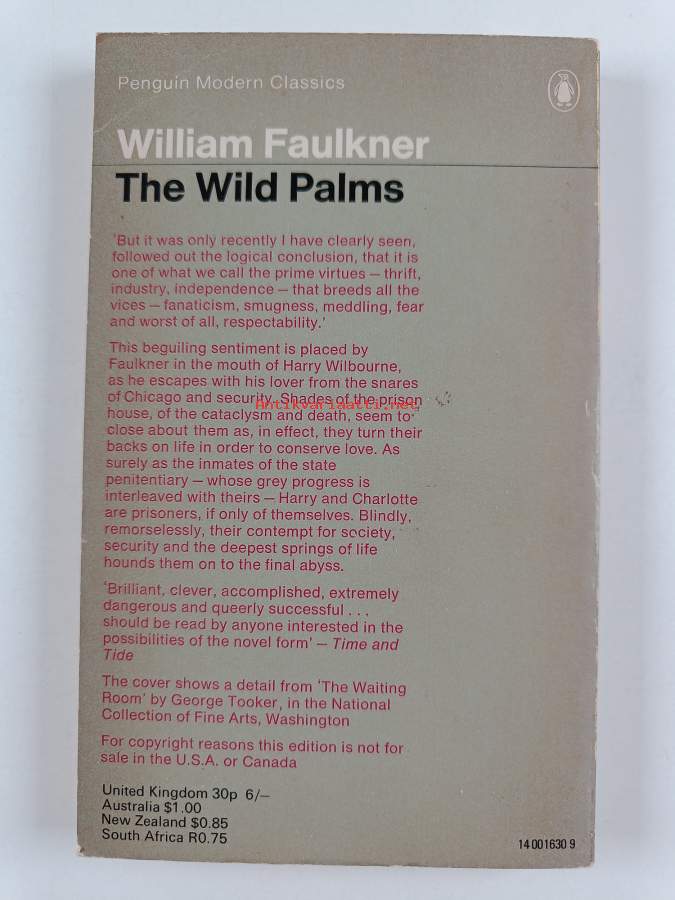 Penguin Modern Classics
William Faulkner
The Wild Palms
'But it was only recently I have clearly seen,
followed out the logical conclusion, that it is
one of what we call the prime virtues – thrift,
industry, independence – that breeds all the
vices – fanaticism, smugness, meddling, fear
and worst of all, respectability.'
This beguiling sentiment is placed by
Faulkner in the mouth of Harry Wilbourne,
as he escapes with his lover from the snares
of Chicago and security. Shades of the prison
Antikvariaatti.net
house, of the cataclysm and death, seem to
close about them as, in effect, they turn their
backs on life in order to conserve love. As
surely as the inmates of the state
penitentiary – whose grey progress is
interleaved with theirs – Harry and Charlotte
are prisoners, if only of themselves. Blindly,
remorselessly, their contempt for society,
security and the deepest springs of life
hounds them on to the final abyss.
'Brilliant, clever, accomplished, extremely
dangerous and queerly successful . . .
should be read by anyone interested in the
possibilities of the novel form' – Time and
Tide
The cover shows a detail from 'The Waiting
Room' by George Tooker, in the National
Collection of Fine Arts, Washington
For copyright reasons this edition is not for
sale in the U.S.A. or Canada
United Kingdom 30p 6/–
Australia $1.00
New Zealand $0.85
South Africa R0.75
14 001630 9